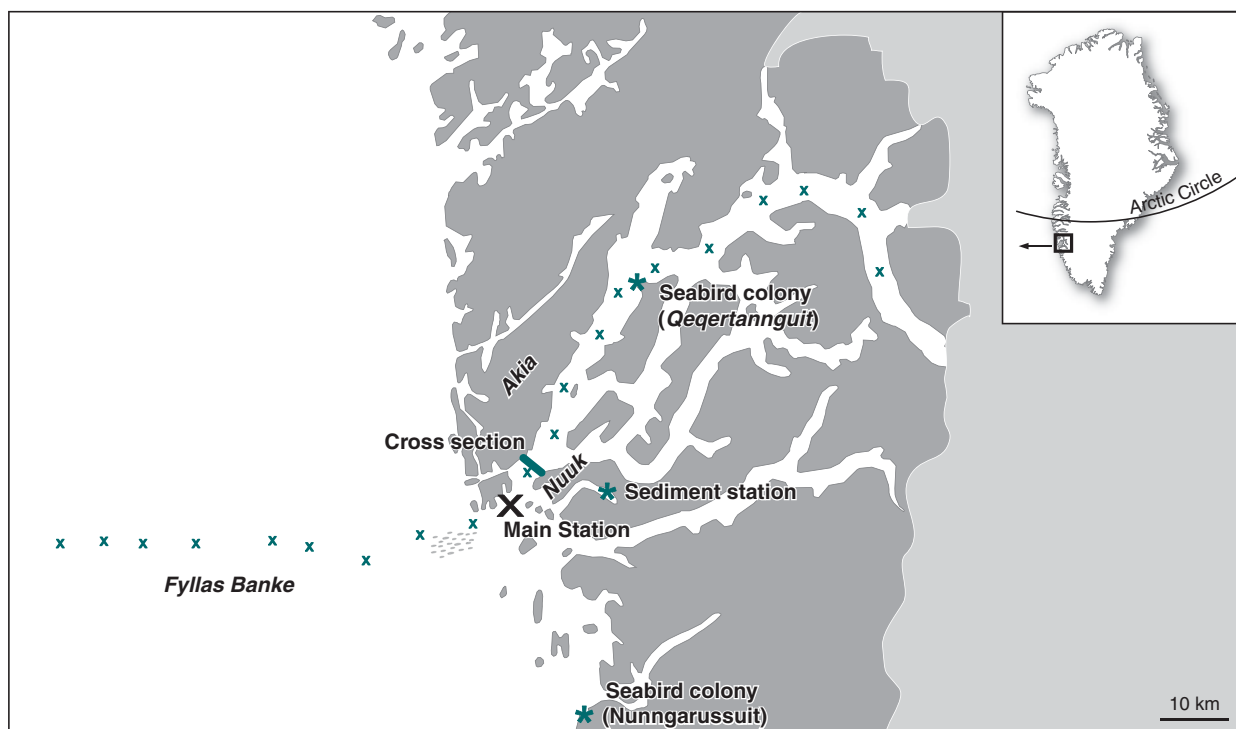 Arctic Circle
Seabird colony
(Qeqertannguit)
Akia
Cross section
Nuuk
Sediment station
Main Station
Fyllas Banke
Seabird colony
(Nunngarussuit)
10 km